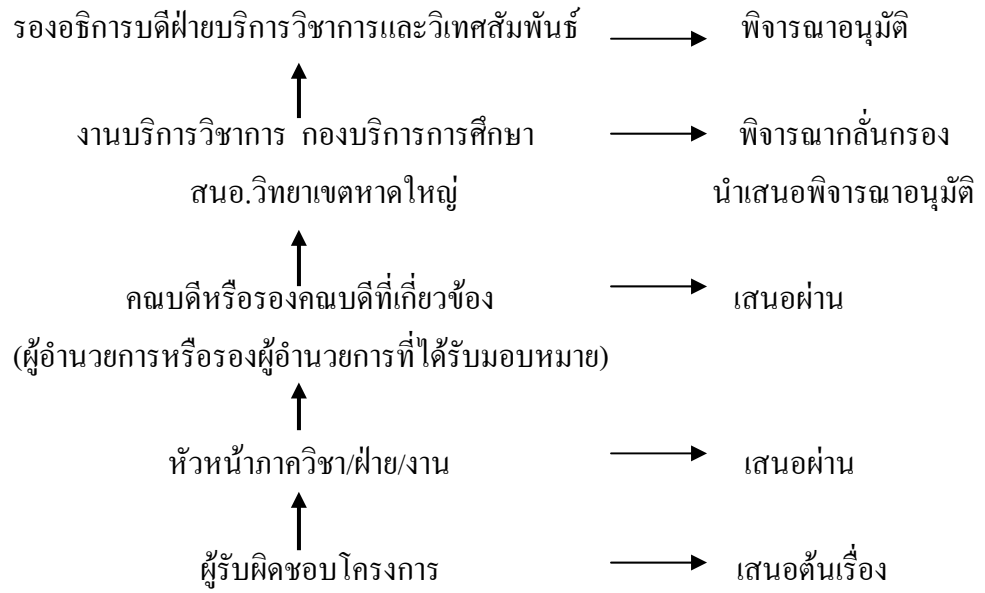 รองอธิการบดีฝ่ายบริการวิชาการและวิเทศสัมพันธ์ พิจารณาอนุมัติ
งานบริการวิชาการ กองบริการการศึกษา พิจารณากลั่นกรอง
สนอ.วิทยาเขตหาดใหญ่ นำเสนอพิจารณาอนุมัติ
คณบดีหรือรองคณบดีที่เกี่ยวข้อง เสนอผ่าน
(ผู้อำนวยการหรือรองผู้อำนวยการที่ได้รับมอบหมาย)
หัวหน้าภาควิชา/ฝ่าย/งาน เสนอผ่าน
ผู้รับผิดชอบโครงการ เสนอต้นเรื่อง